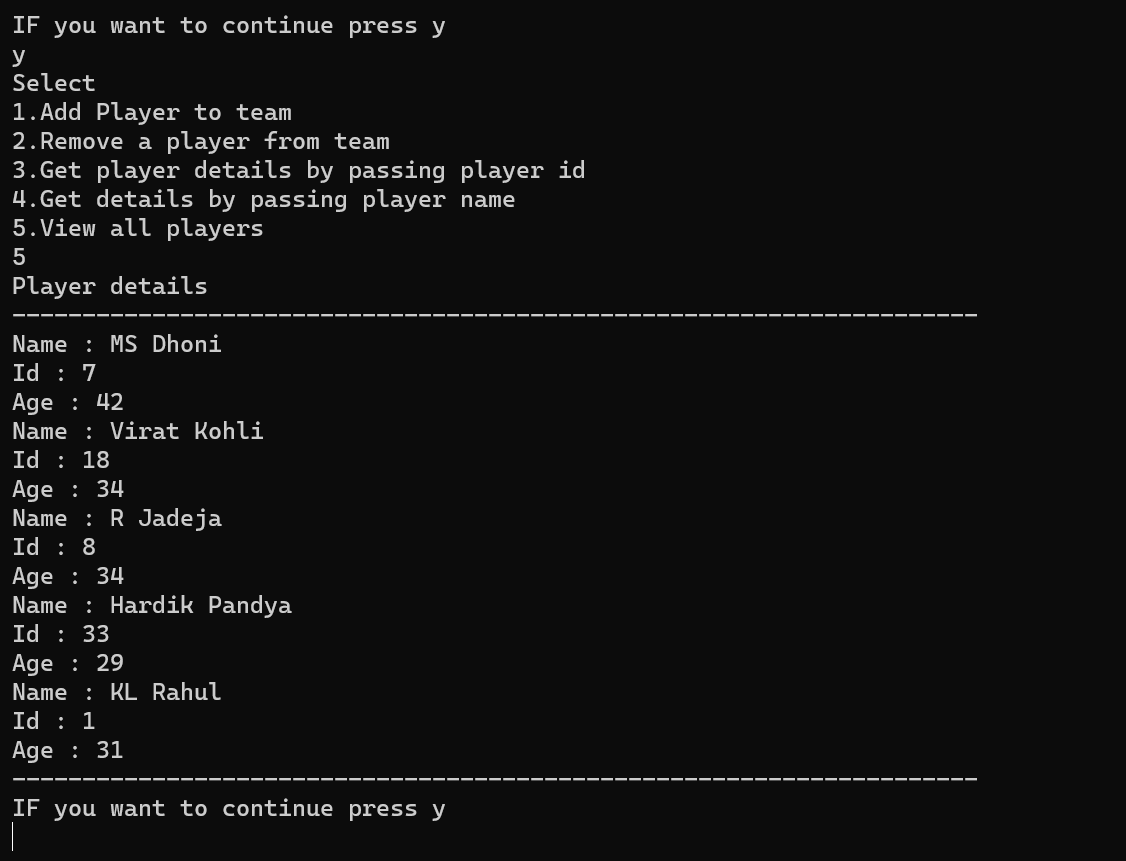 IF you want to continue press y
y
Select
1.Add Player to team
2.Remove a player from team
3.Get player details by passing player id
4.Get details by passing player name
5.View all players
5
Player details
---------------------------------------------------------------------
Name : MS Dhoni
Id : 7
Age : 42
Name : Virat Kohli
Id : 18
Age : 34
Name : R Jadeja
Id : 8
Age : 34
Name : Hardik Pandya
Id : 33
Age : 29
Name : KL Rahul
Id : 1
Age : 31
---------------------------------------------------------------------
IF you want to continue press y